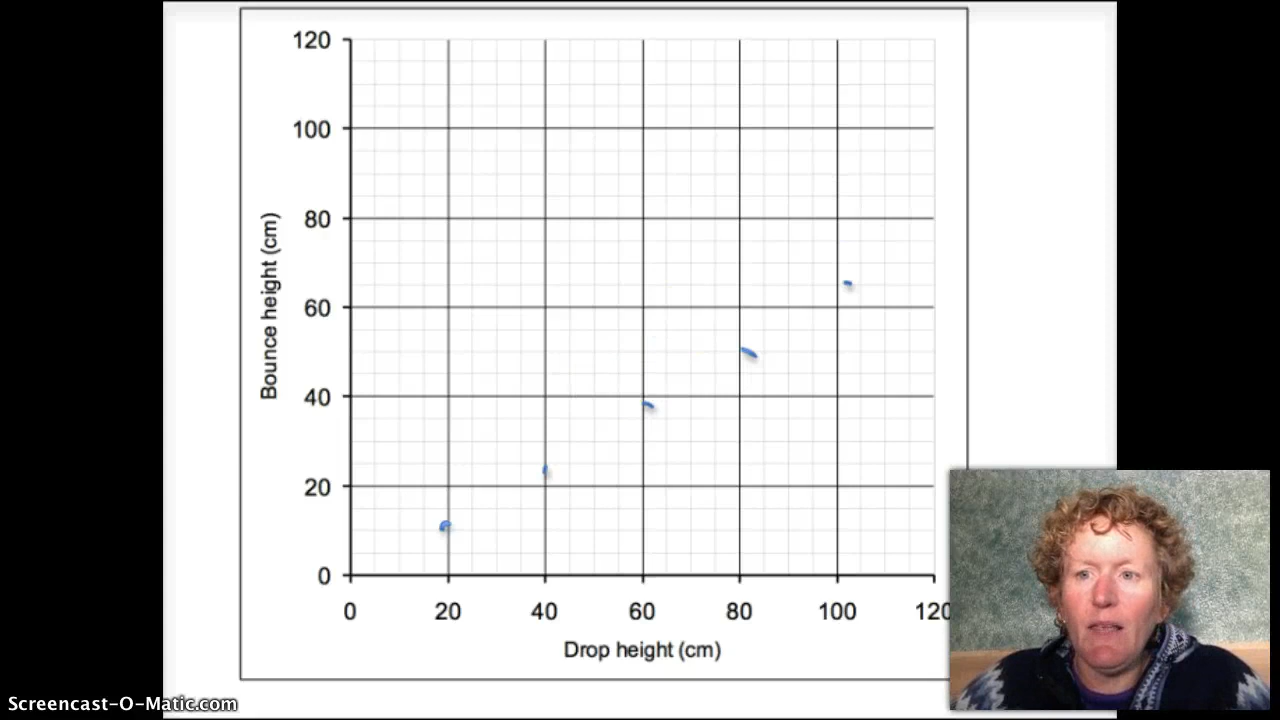 120
100
80
60
40
20
0
Bounce height (cm)
0 20 40 60 80 100 120
Drop height (cm)
Screencast-O-Matic.com